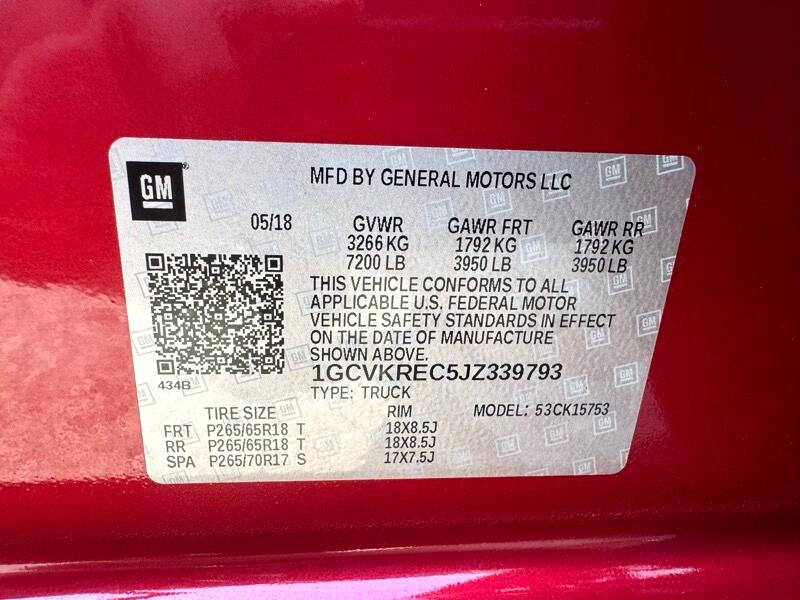 GM
MFD BY GENERAL MOTORS LLC
05/18 GVWR GAWR FRT GAWR RR
3266 KG 1792 KG 1792 KG
7200 LB 3950 LB 3950 LB
THIS VEHICLE CONFORMS TO ALL
APPLICABLE U.S. FEDERAL MOTOR
VEHICLE SAFETY STANDARDS IN EFFECT
ON THE DATE OF MANUFACTURE
SHOWN ABOVE.
434B
1GCVKREC5JZ339793
TYPE: TRUCK
TIRE SIZE RIM MODEL: 53CK15753
FRT P265/65R18 T 18X8.5J
RR P265/65R18 T 18X8.5J
SPA P265/70R17 S 17X7.5J